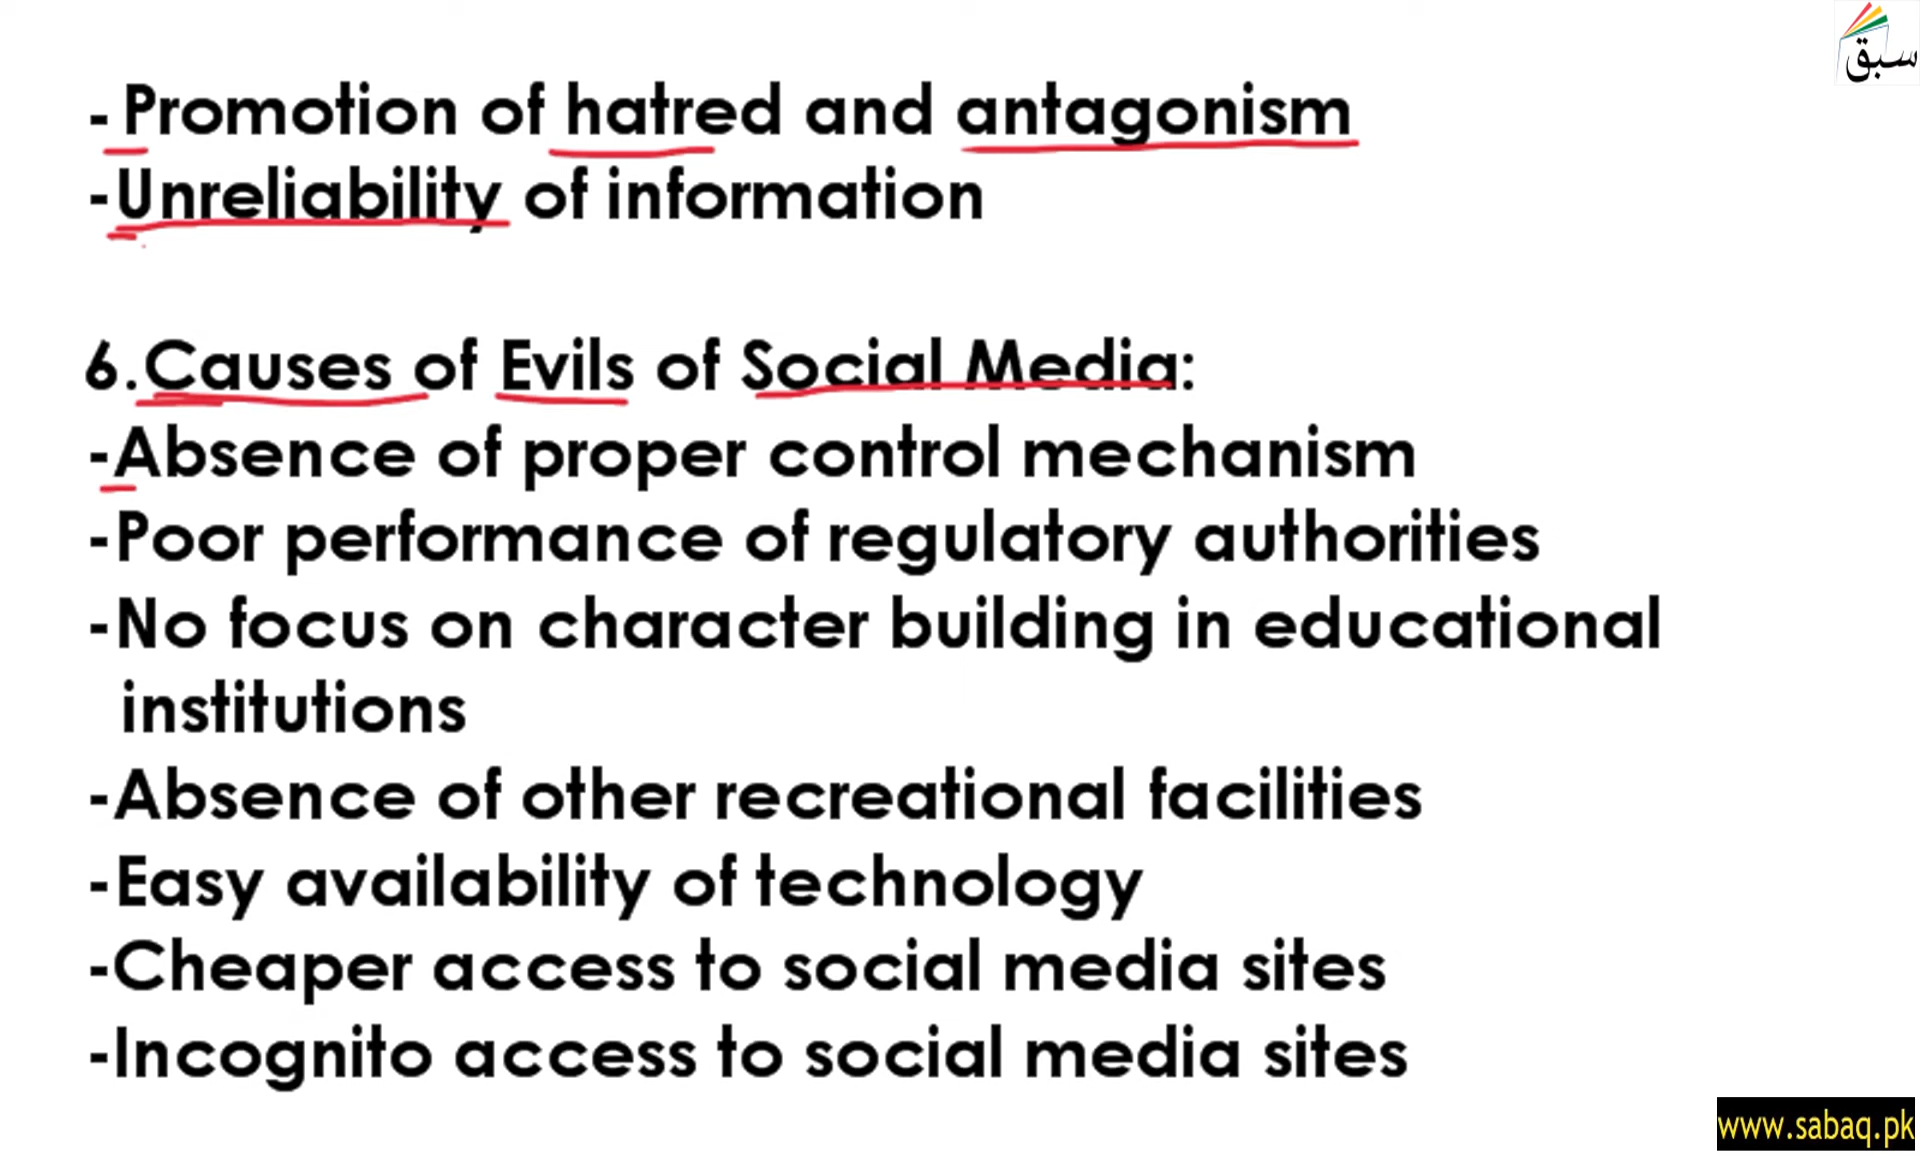 سبق
- Promotion of hatred and antagonism
-Unreliability of information
6.Causes of Evils of Social Media:
-Absence of proper control mechanism
-Poor performance of regulatory authorities
-No focus on character building in educational
institutions
-Absence of other recreational facilities
-Easy availability of technology
-Cheaper access to social media sites
-Incognito access to social media sites
www.sabaq.pk